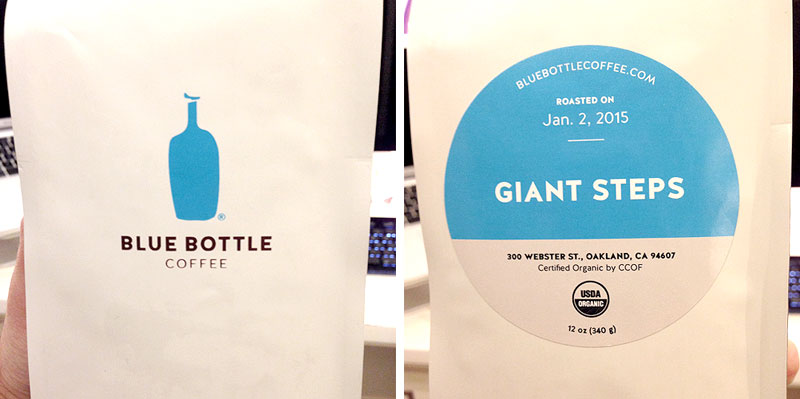 ®
BLUE BOTTLE
COFFEE
BLUEBOTTLECOFFEE.COM
ROASTED ON
Jan. 2, 2015
GIANT STEPS
300 WEBSTER ST., OAKLAND, CA 94607
Certified Organic by CCOF
USDA
ORGANIC
12 oz (340 g)